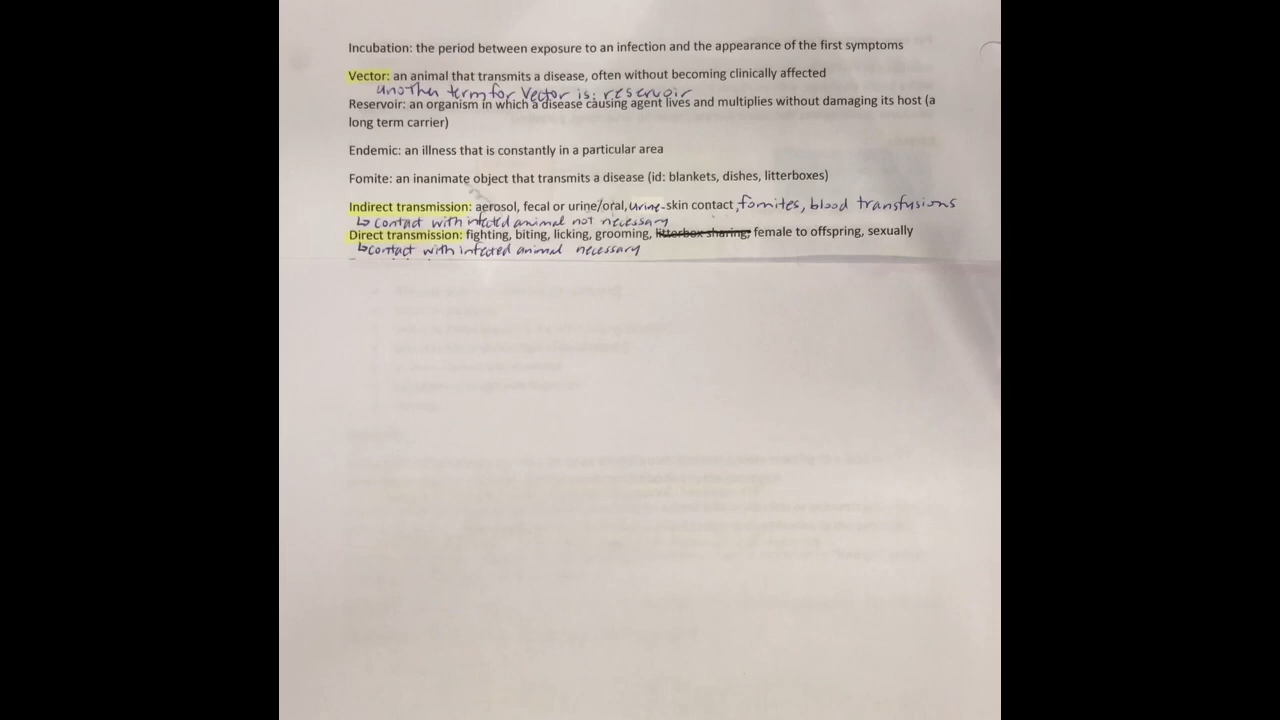 Incubation: the period between exposure to an infection and the appearance of the first symptoms
Vector: an animal that transmits a disease, often without becoming clinically affected
another term for Vector is: reservoir
Reservoir: an organism in which a disease causing agent lives and multiplies without damaging its host (a
long term carrier)
Endemic: an illness that is constantly in a particular area
Fomite: an inanimate object that transmits a disease (id: blankets, dishes, litterboxes)
Indirect transmission: aerosol, fecal or urine/oral, urine-skin contact, fomites, blood transfusions
↳ contact with infected animal not necessary
Direct transmission: fighting, biting, licking, grooming, litterbox sharing, female to offspring, sexually
↳ contact with infected animal necessary